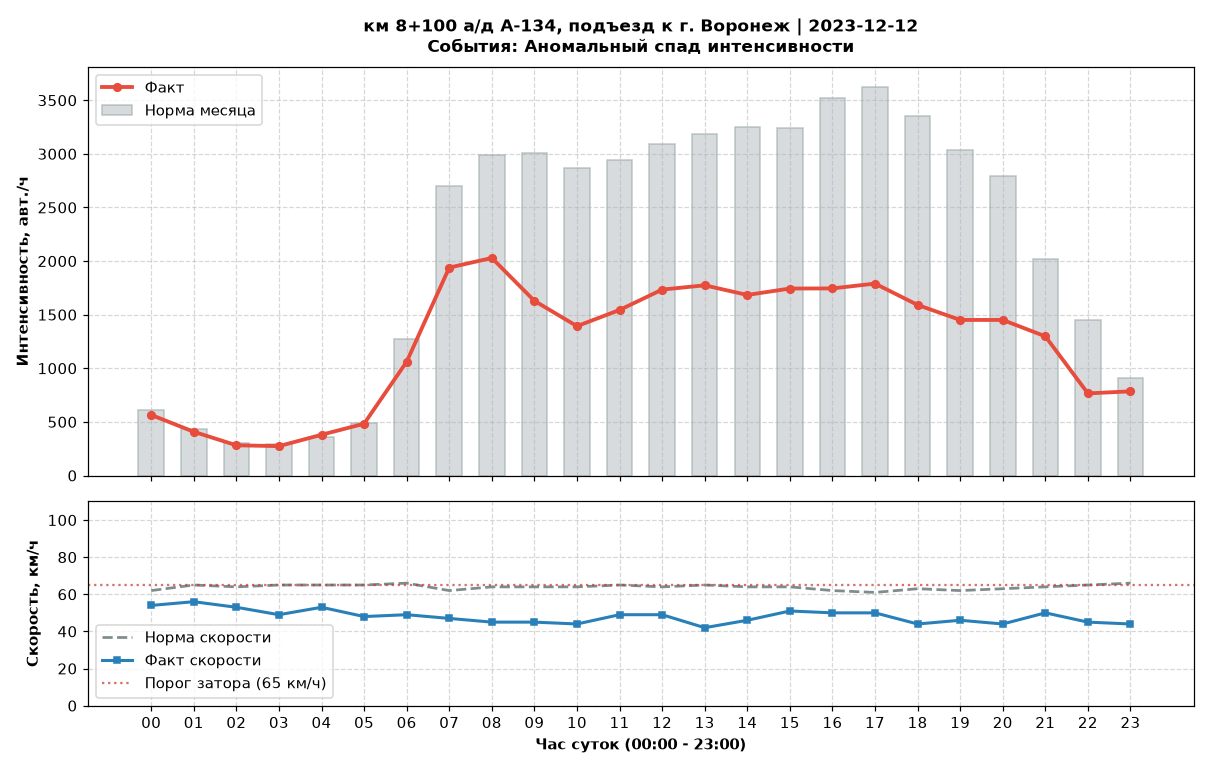 км 8+100 а/д А-134, подъезд к г. Воронеж | 2023-12-12
События: Аномальный спад интенсивности
Интенсивность, авт./ч
3500
3000
2500
2000
1500
1000
500
0
Факт
Норма месяца
Скорость, км/ч
100
80
60
40
20
0
Норма скорости
Факт скорости
Порог затора (65 км/ч)
00 01 02 03 04 05 06 07 08 09 10 11 12 13 14 15 16 17 18 19 20 21 22 23
Час суток (00:00 - 23:00)